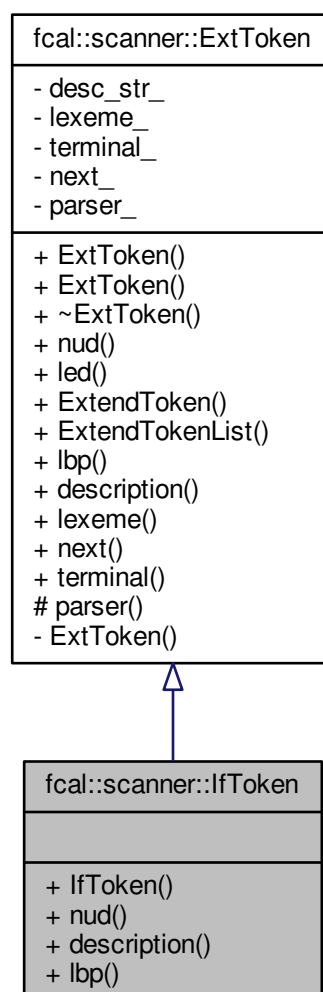 fcal::scanner::ExtToken
- desc_str_
- lexeme_
- terminal_
- next_
- parser_
+ ExtToken()
+ ExtToken()
+ ~ExtToken()
+ nud()
+ led()
+ ExtendToken()
+ ExtendTokenList()
+ lbp()
+ description()
+ lexeme()
+ next()
+ terminal()
# parser()
- ExtToken()
fcal::scanner::IfToken
+ IfToken()
+ nud()
+ description()
+ lbp()